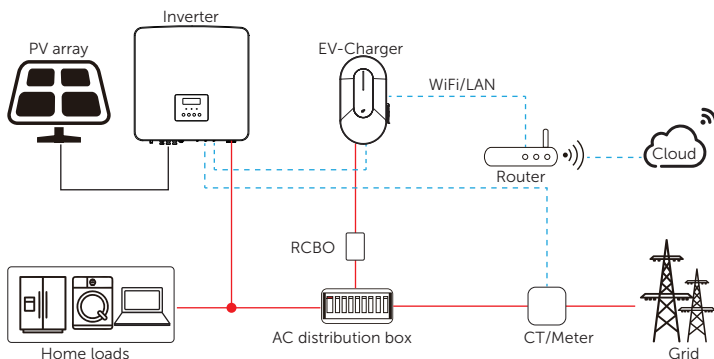 Inverter
PV array
EV-Charger
WiFi/LAN
Cloud
Router
RCBO
Home loads
AC distribution box
CT/Meter
Grid